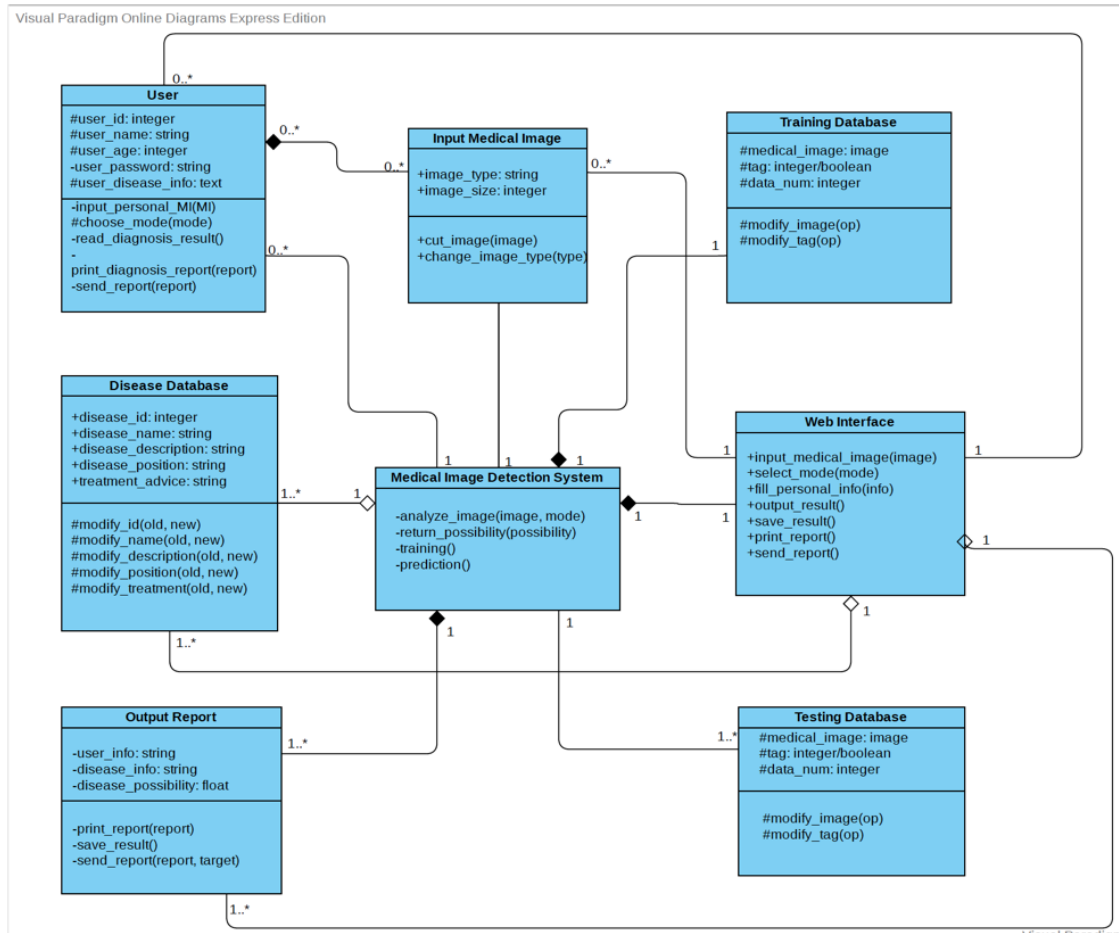 Visual Paradigm Online Diagrams Express Edition
0..*
User
#user_id: integer
#user_name: string
#user_age: integer
-user_password: string
#user_disease_info: text
-input_personal_MI(MI)
#choose_mode(mode)
-read_diagnosis_result()
-
print_diagnosis_report(report)
-send_report(report)
0..*
0..*
0..*
Input Medical Image
+image_type: string
+image_size: integer
+cut_image(image)
+change_image_type(type)
0..*
Training Database
#medical_image: image
#tag: integer/boolean
#data_num: integer
#modify_image(op)
#modify_tag(op)
1
Disease Database
+disease_id: integer
+disease_name: string
+disease_description: string
+disease_position: string
+treatment_advice: string
#modify_id(old, new)
#modify_name(old, new)
#modify_description(old, new)
#modify_position(old, new)
#modify_treatment(old, new)
1..*
1
1..*
1
1
1
Medical Image Detection System
-analyze_image(image, mode)
-return_possibility(possibility)
-training()
-prediction()
1
1
1
1
1
1
Web Interface
+input_medical_image(image)
+select_mode(mode)
+fill_personal_info(info)
+output_result()
+save_result()
+print_report()
+send_report()
1
1
1
Output Report
-user_info: string
-disease_info: string
-disease_possibility: float
-print_report(report)
-save_result()
-send_report(report, target)
1..*
1..*
1..*
Testing Database
#medical_image: image
#tag: integer/boolean
#data_num: integer
#modify_image(op)
#modify_tag(op)